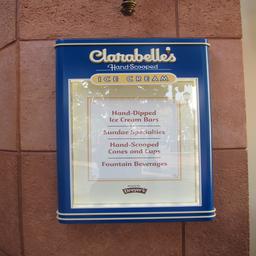 Clarabelle's
Hand-Scooped
ICE CREAM
Hand-Dipped
Ice Cream Bars
Sundae Specialties
Hand-Scooped
Cones and Cups
Fountain Beverages
Dreyer's